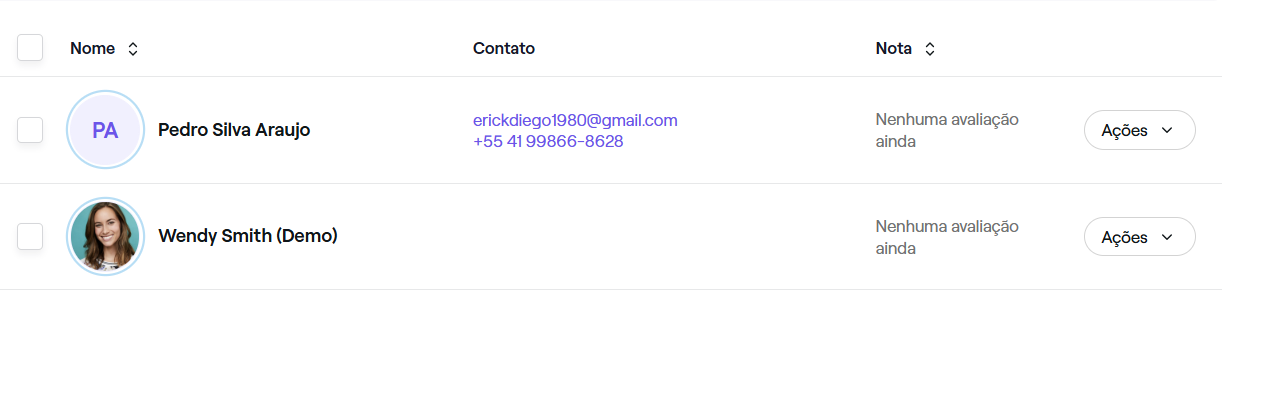 Nome
Contato
Nota
PA
Pedro Silva Araujo
erickdiego1980@gmail.com
+55 41 99866-8628
Nenhuma avaliação
ainda
Ações
Wendy Smith (Demo)
Nenhuma avaliação
ainda
Ações